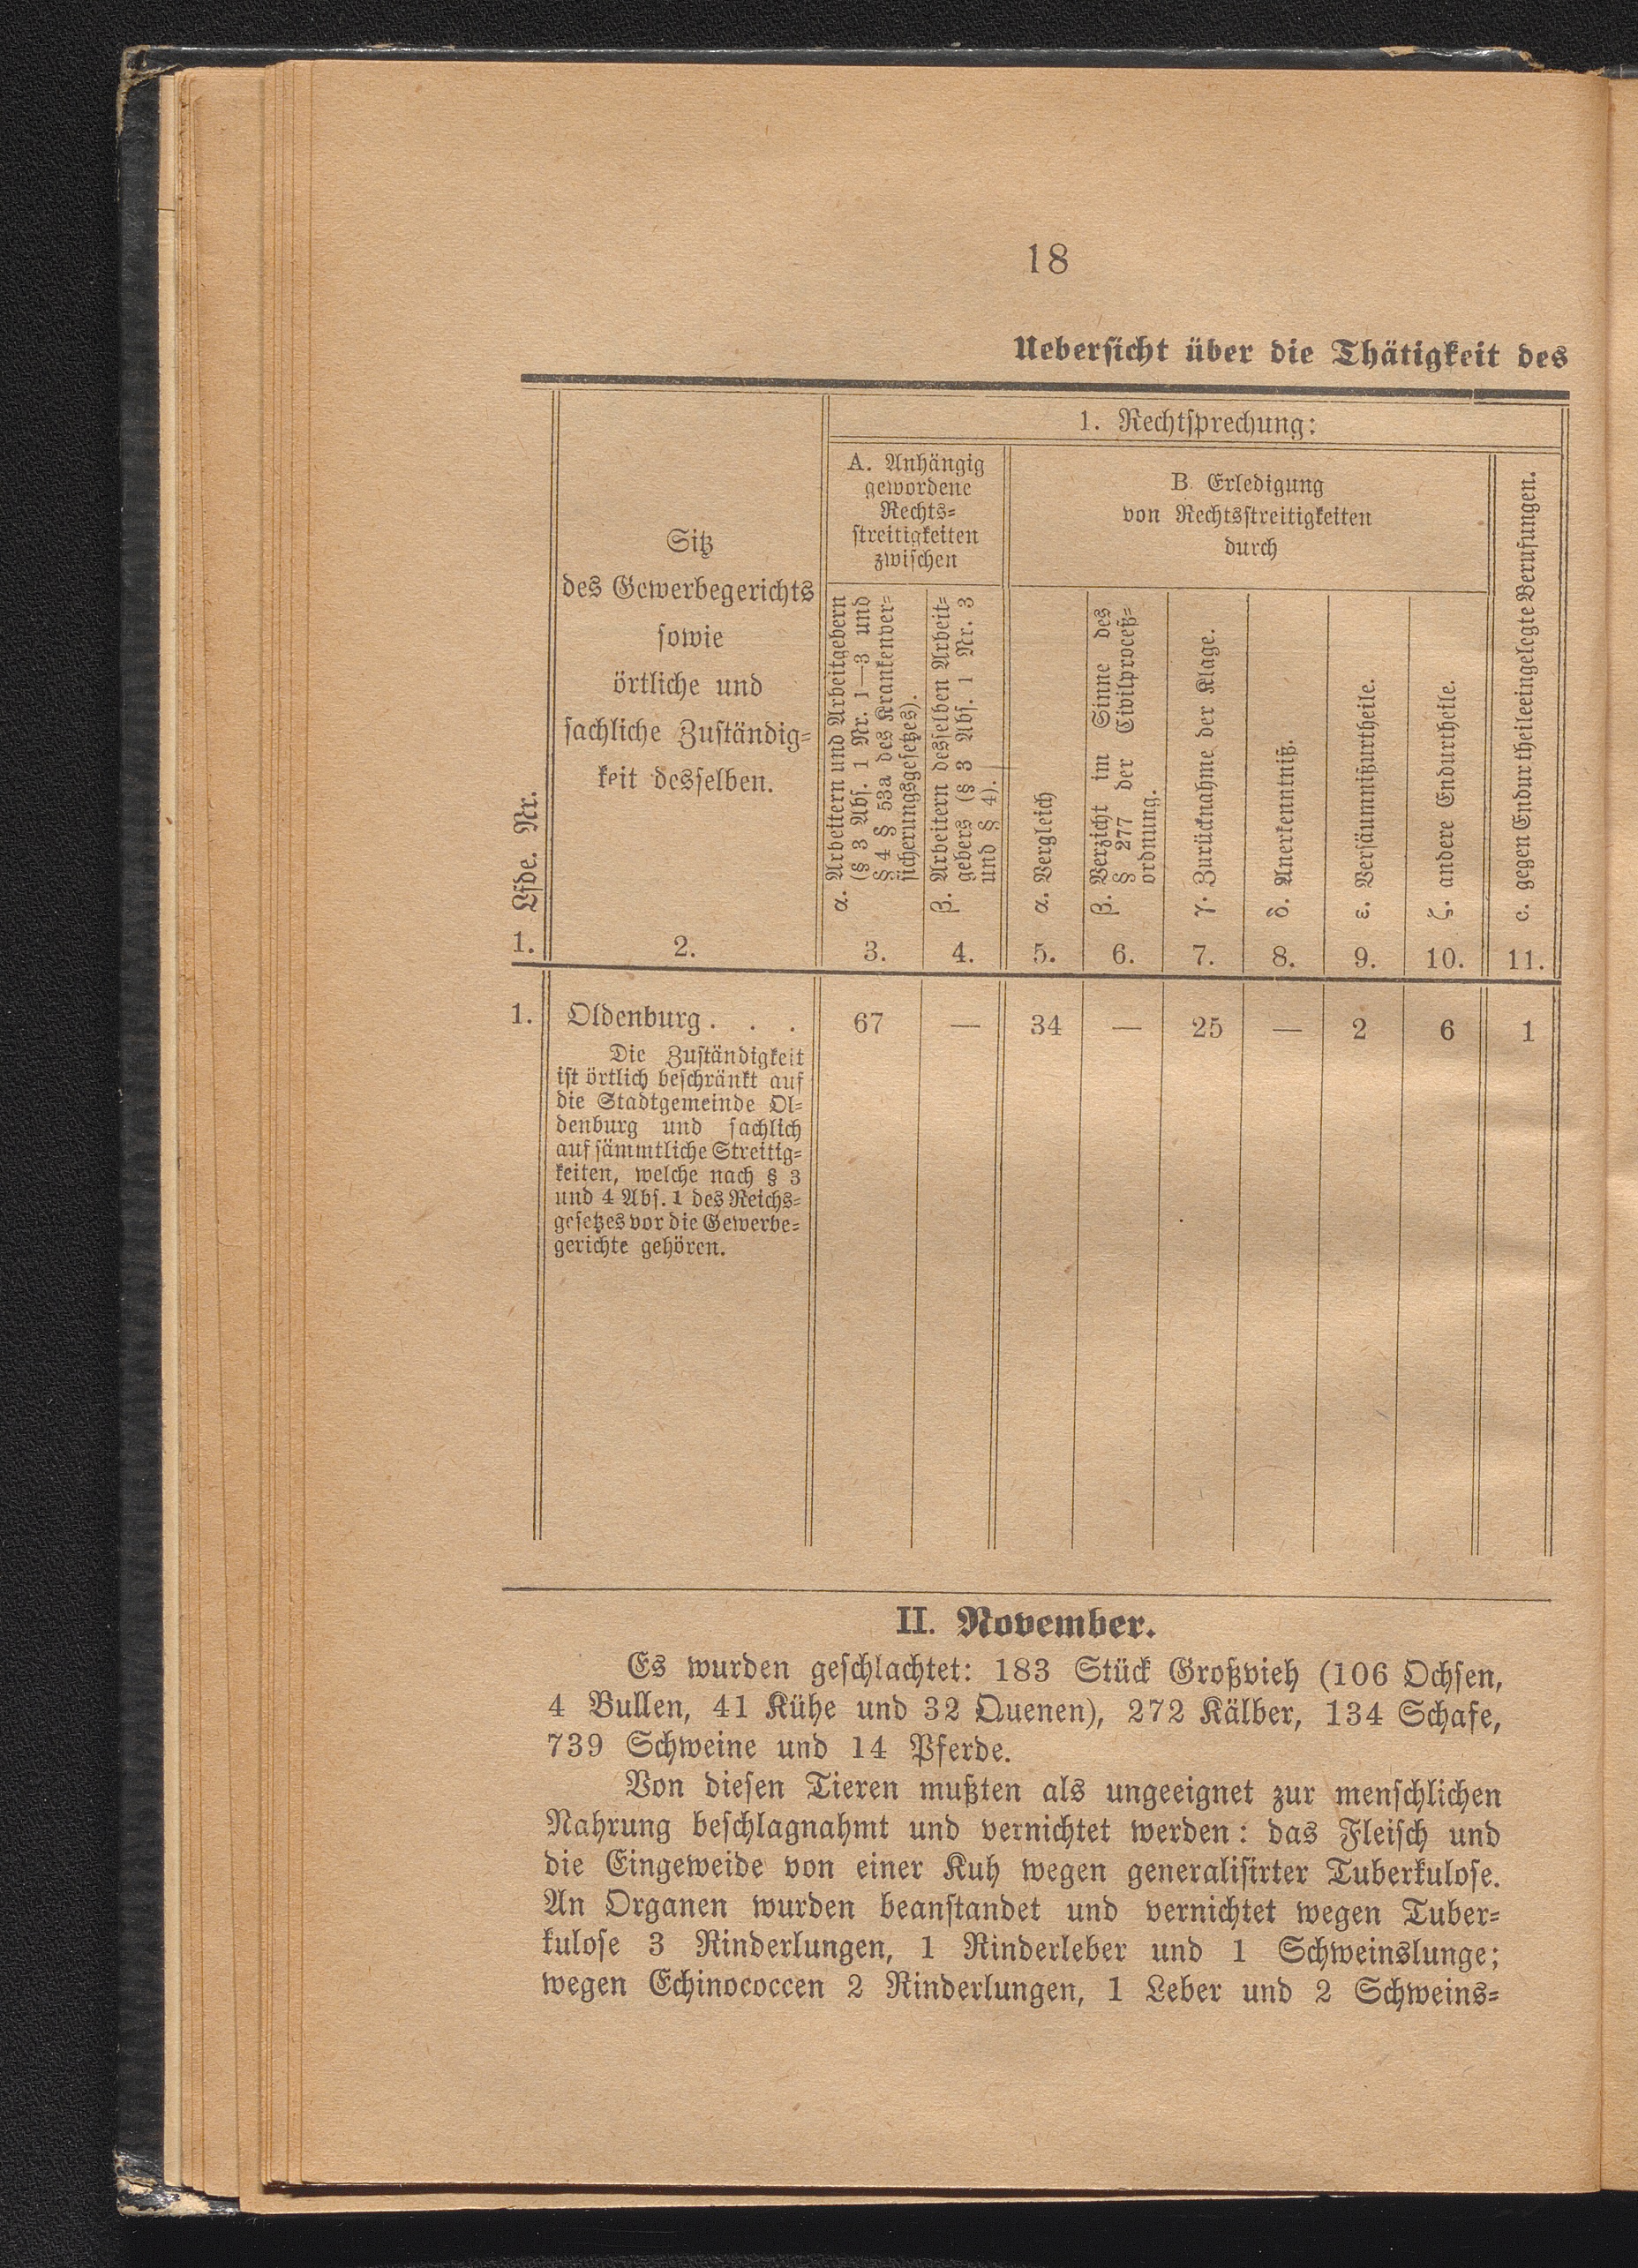 18
Uebersicht über die Thätigkeit des
1. Rechtsprechung:
Lfde. Nr.
Sitz
des Gewerbegerichts
sowie
örtliche und
sachliche Zuständig=
keit desselben.
A. Anhängig
gewordene
Rechts=
streitigkeiten
zwischen
α. Arbeitern und Arbeitgebern
(§ 3 Abs. 1 Nr. 1—3 und
§ 4 § 53a des Krankenver=
sicherungsgesetzes).
β. Arbeitern desselben Arbeit=
gebers (§ 3 Abs. 1 Nr. 3
und § 4).
B. Erledigung
von Rechtsstreitigkeiten
durch
α. Vergleich
β. Verzicht im Sinne des
§ 277 der Civilproceß=
ordnung.
γ. Zurücknahme der Klage.
δ. Anerkenntniß.
ε. Versäumnißurtheile.
ζ. andere Endurtheile.
c. gegen Endurtheile eingelegte Berufungen.
1. 2. 3. 4. 5. 6. 7. 8. 9. 10. 11.
1. Oldenburg . . . 67 — 34 — 25 — 2 6 1
Die Zuständigkeit
ist örtlich beschränkt auf
die Stadtgemeinde Ol=
denburg und sachlich
auf sämmtliche Streitig=
keiten, welche nach § 3
und 4 Abs. 1 des Reichs=
gesetzes vor die Gewerbe=
gerichte gehören.
II. November.
Es wurden geschlachtet: 183 Stück Großvieh (106 Ochsen,
4 Bullen, 41 Kühe und 32 Quenen), 272 Kälber, 134 Schafe,
739 Schweine und 14 Pferde.
Von diesen Tieren mußten als ungeeignet zur menschlichen
Nahrung beschlagnahmt und vernichtet werden: das Fleisch und
die Eingeweide von einer Kuh wegen generalisirter Tuberkulose.
An Organen wurden beanstandet und vernichtet wegen Tuber=
kulose 3 Rinderlungen, 1 Rinderleber und 1 Schweinslunge;
wegen Echinococcen 2 Rinderlungen, 1 Leber und 2 Schweins=